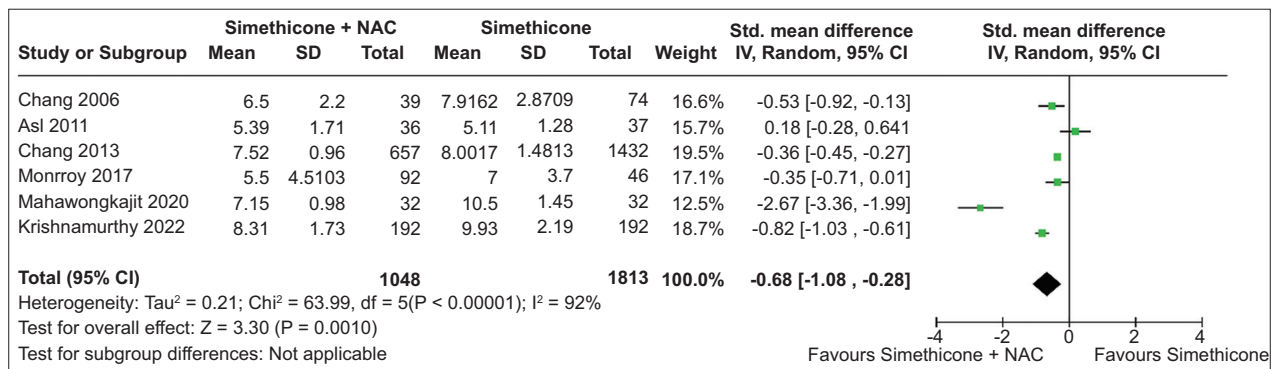 Simethicone + NAC Simethicone Std. mean difference Std. mean difference
Study or Subgroup Mean SD Total Mean SD Total Weight IV, Random, 95% CI IV, Random, 95% CI
Chang 2006 6.5 2.2 39 7.9162 2.8709 74 16.6% -0.53 [-0.92, -0.13]
Asl 2011 5.39 1.71 36 5.11 1.28 37 15.7% 0.18 [-0.28, 0.641
Chang 2013 7.52 0.96 657 8.0017 1.4813 1432 19.5% -0.36 [-0.45, -0.27]
Monrroy 2017 5.5 4.5103 92 7 3.7 46 17.1% -0.35 [-0.71, 0.01]
Mahawongkajit 2020 7.15 0.98 32 10.5 1.45 32 12.5% -2.67 [-3.36, -1.99]
Krishnamurthy 2022 8.31 1.73 192 9.93 2.19 192 18.7% -0.82 [-1.03 , -0.61]
Total (95% CI) 1048 1813 100.0% -0.68 [-1.08 , -0.28]
Heterogeneity: Tau² = 0.21; Chi² = 63.99, df = 5(P < 0.00001); I² = 92%
Test for overall effect: Z = 3.30 (P = 0.0010)
Test for subgroup differences: Not applicable
-4 -2 0 2 4
Favours Simethicone + NAC Favours Simethicone